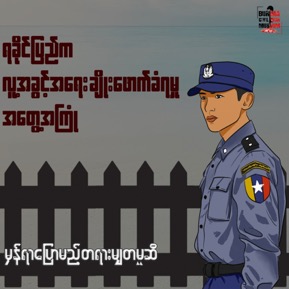 ရခိုင်ပြည်က
လူ့အခွင့်အရေးချိုးဖောက်ခံရမှု
အတွေ့အကြုံ
မှန်ရာပြောမည်တရားမျှတမှုဆီ